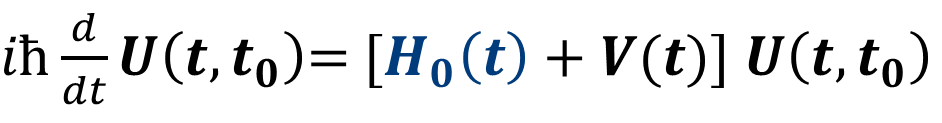 iħ d/dt U(t, t₀)= [H₀(t) + V(t)] U(t, t₀)